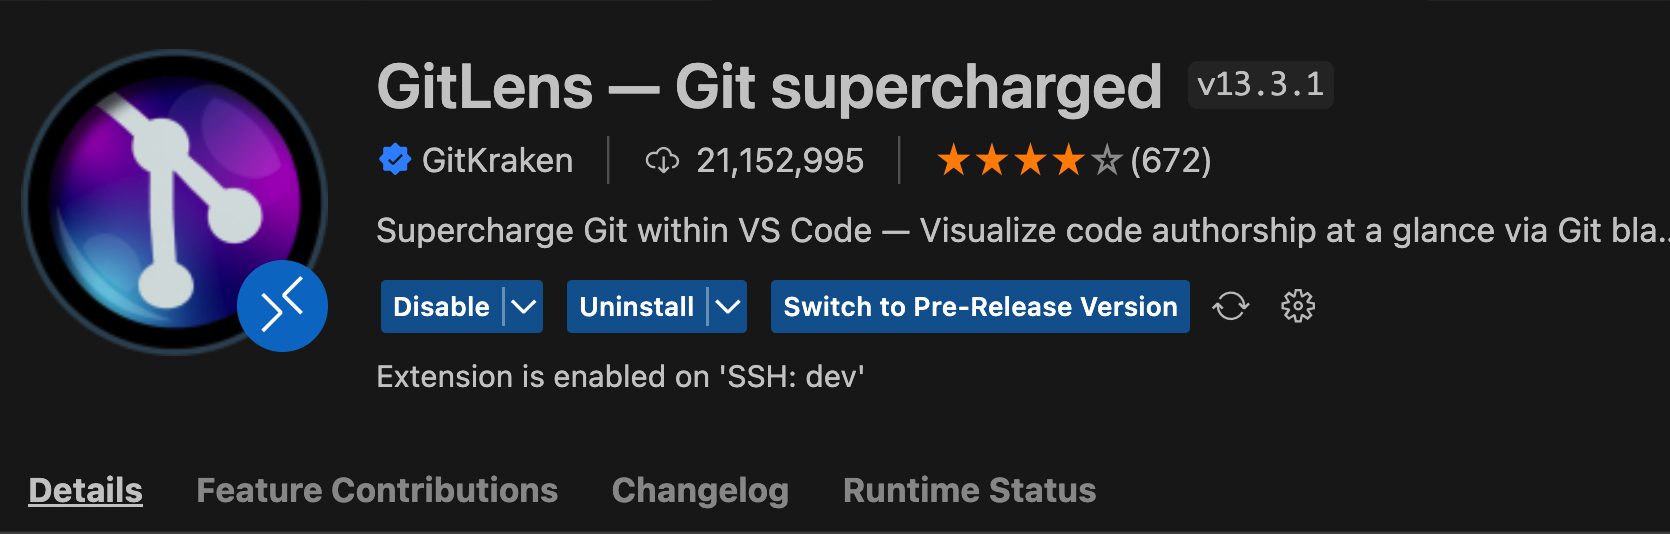 GitLens — Git supercharged v13.3.1
GitKraken 21,152,995 (672)
Supercharge Git within VS Code — Visualize code authorship at a glance via Git bla..
Disable Uninstall Switch to Pre-Release Version
Extension is enabled on 'SSH: dev'
Details Feature Contributions Changelog Runtime Status